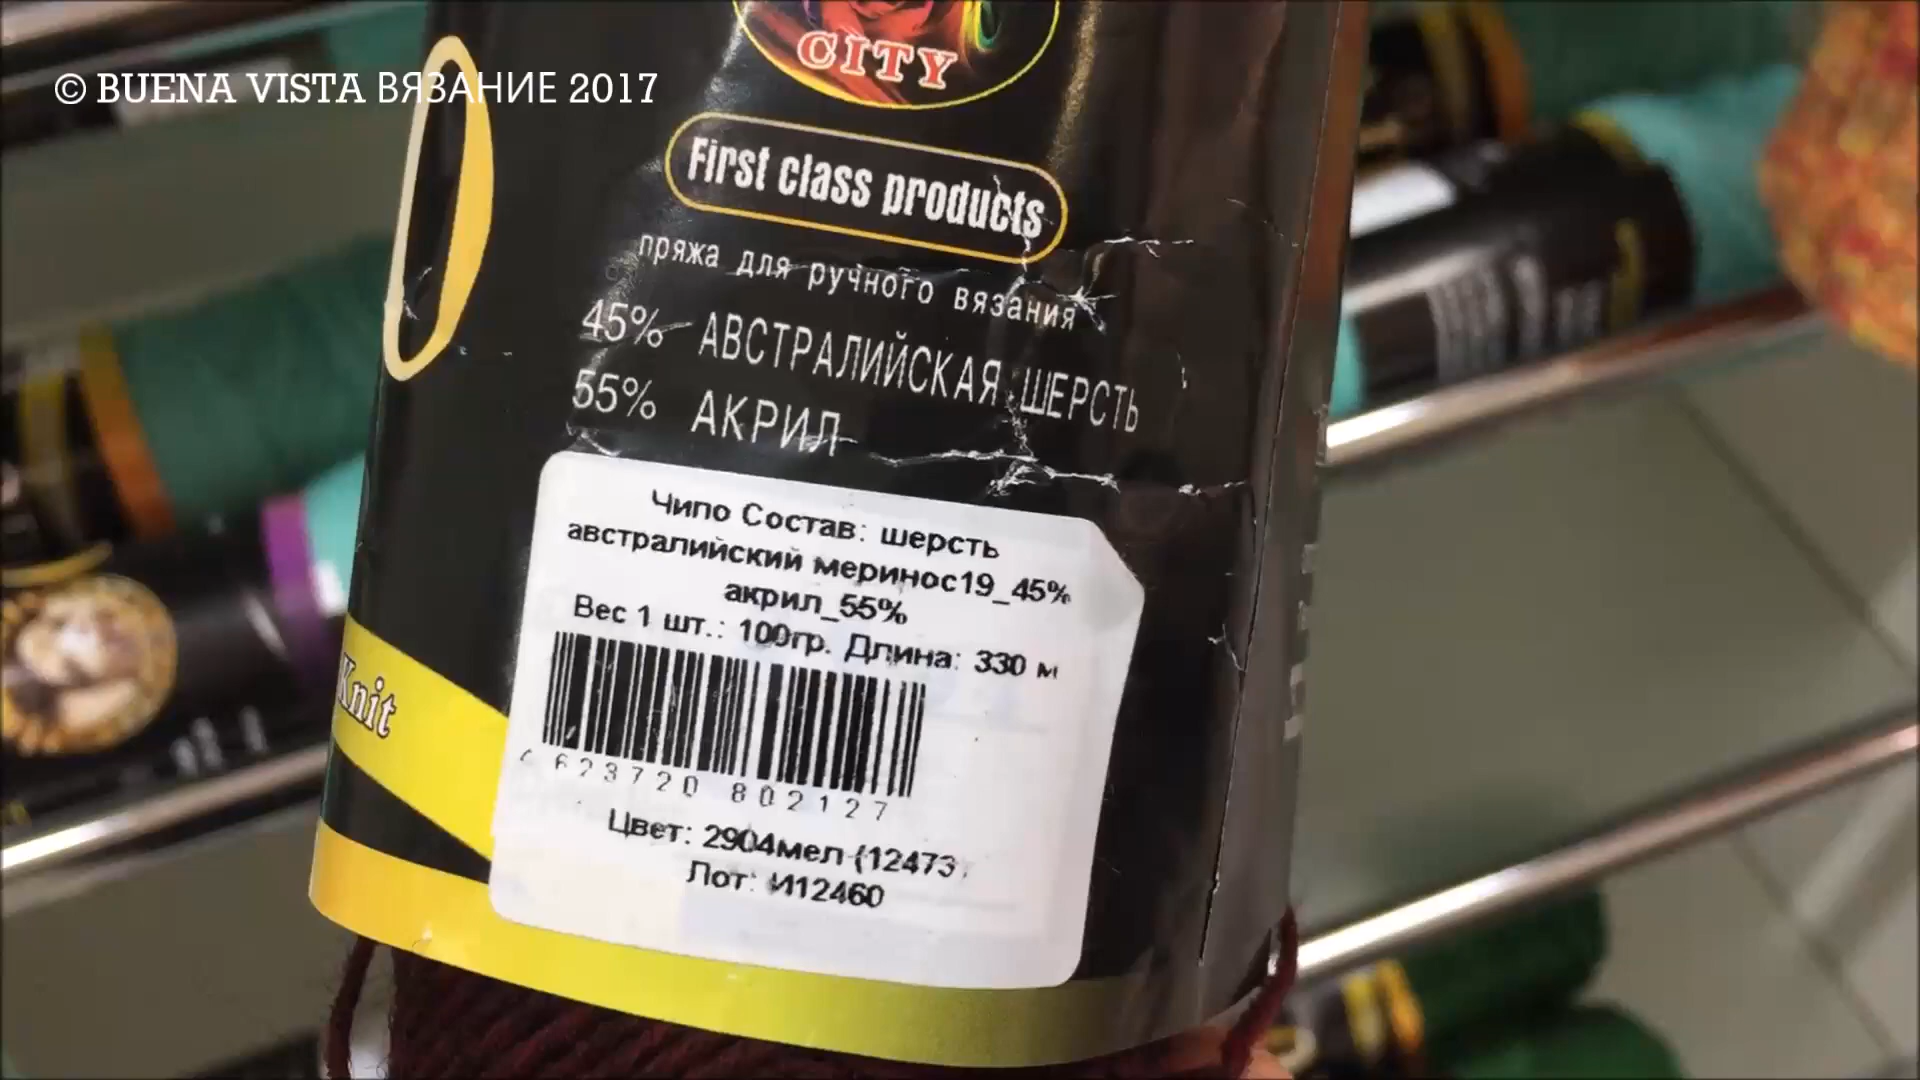 © BUENA VISTA ВЯЗАНИЕ 2017
CITY
First class products
пряжа для ручного вязания
45% АВСТРАЛИЙСКАЯ ШЕРСТЬ
55% АКРИЛ
Чипо Состав: шерсть
австралийский меринос19_45%
акрил_55%
Вес 1 шт.: 100гр. Длина: 330 м
4 623720 802127
Цвет: 2904мел (12473)
Лот: И12460
Knit